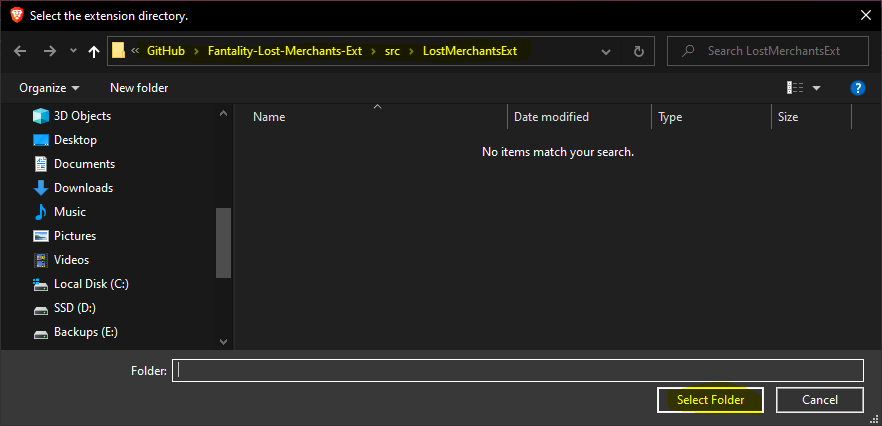 Select the extension directory.
« GitHub › Fantality-Lost-Merchants-Ext › src › LostMerchantsExt
Search LostMerchantsExt
Organize New folder
Name Date modified Type Size
No items match your search.
3D Objects
Desktop
Documents
Downloads
Music
Pictures
Videos
Local Disk (C:)
SSD (D:)
Backups (E:)
Folder:
Select Folder Cancel